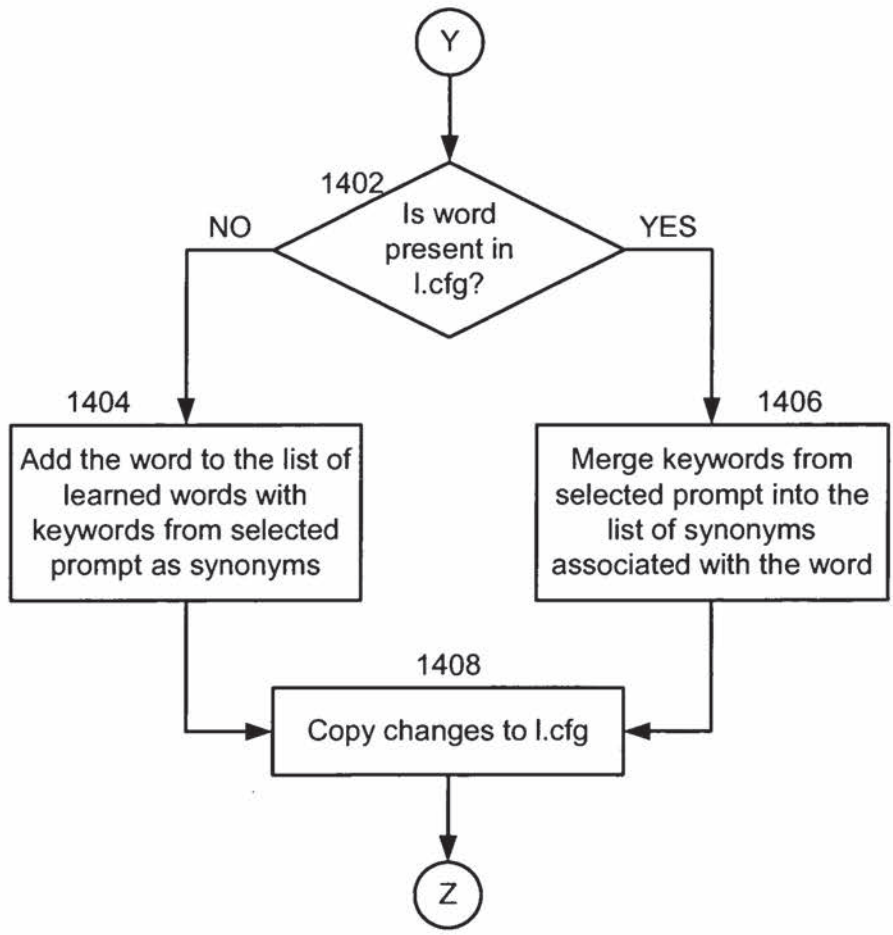 Y
1402
Is word
present in
l.cfg?
NO
YES
1404
Add the word to the list of
learned words with
keywords from selected
prompt as synonyms
1406
Merge keywords from
selected prompt into the
list of synonyms
associated with the word
1408
Copy changes to l.cfg
Z